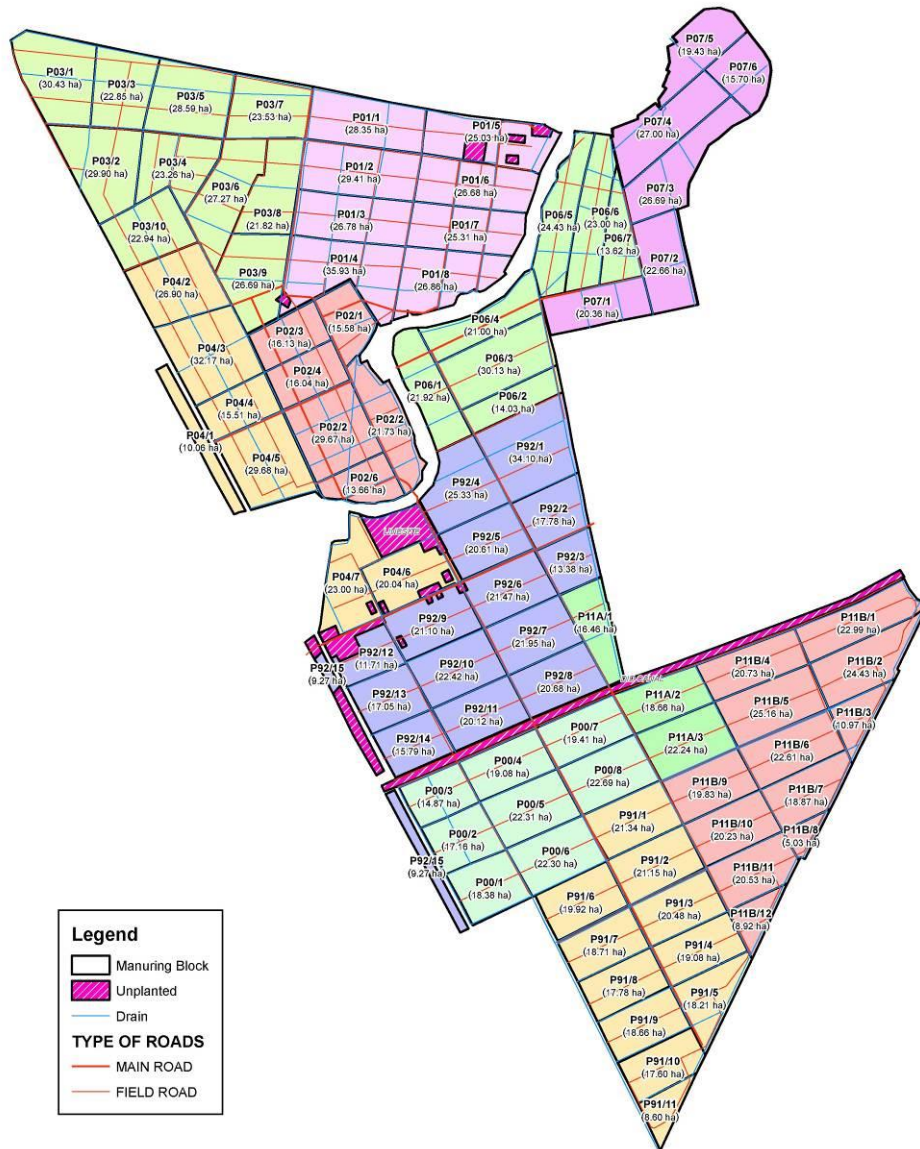 P07/5
(19.43 ha)
P07/6
(15.70 ha)
P03/1
(30.43 ha)
P03/3
(22.85 ha)
P03/5
(28.59 ha)
P03/7
(23.53 ha)
P01/1
(28.35 ha)
P01/5
(25.03 ha)
P07/4
(27.00 ha)
P03/2
(29.90 ha)
P03/4
(23.26 ha)
P01/2
(29.41 ha)
P01/6
(26.68 ha)
P03/6
(27.27 ha)
P07/3
(26.69 ha)
P03/8
(21.82 ha)
P01/3
(26.78 ha)
P01/7
(25.31 ha)
P06/5
(24.43 ha)
P06/6
(23.00 ha)
P06/7
(13.62 ha)
P03/10
(22.94 ha)
P03/9
(26.69 ha)
P01/4
(35.93 ha)
P01/8
(26.86 ha)
P07/2
(22.66 ha)
P04/2
(26.90 ha)
P07/1
(20.36 ha)
P02/1
(15.58 ha)
P02/3
(16.13 ha)
P06/4
(21.00 ha)
P04/3
(32.17 ha)
P02/4
(16.04 ha)
P06/3
(30.13 ha)
P06/1
(21.92 ha)
P06/2
(14.03 ha)
P04/4
(15.51 ha)
P04/1
(10.06 ha)
P02/2
(29.67 ha)
P02/2
(21.73 ha)
P04/5
(29.68 ha)
P02/6
(13.66 ha)
P92/1
(34.10 ha)
P92/4
(25.33 ha)
P92/2
(17.78 ha)
LINESITE
P92/5
(20.61 ha)
P92/3
(13.38 ha)
P04/7
(23.00 ha)
P04/6
(20.04 ha)
P92/6
(21.47 ha)
P11A/1
(16.46 ha)
P92/9
(21.10 ha)
P92/7
(21.95 ha)
P92/15
(9.27 ha)
P92/12
(11.71 ha)
P92/10
(22.42 ha)
P92/8
(20.68 ha)
P92/13
(17.05 ha)
P92/11
(20.12 ha)
P92/14
(15.79 ha)
P11B/1
(22.99 ha)
P11B/4
(20.73 ha)
P11B/2
(24.43 ha)
P11A/2
(18.66 ha)
P11B/5
(25.16 ha)
P11B/3
(10.97 ha)
P00/7
(19.41 ha)
P11A/3
(22.24 ha)
P11B/6
(22.61 ha)
P00/4
(19.08 ha)
P00/8
(22.69 ha)
P11B/9
(19.83 ha)
P11B/7
(18.87 ha)
P00/3
(14.87 ha)
P00/5
(22.31 ha)
P91/1
(21.34 ha)
P11B/10
(20.23 ha)
P11B/8
(5.03 ha)
P00/2
(17.16 ha)
P00/6
(22.30 ha)
P91/2
(21.15 ha)
P11B/11
(20.53 ha)
P92/15
(9.27 ha)
P00/1
(18.38 ha)
P91/6
(19.92 ha)
P91/3
(20.48 ha)
P11B/12
(8.92 ha)
P91/7
(18.71 ha)
P91/4
(19.08 ha)
P91/8
(17.78 ha)
P91/5
(18.21 ha)
P91/9
(18.66 ha)
P91/10
(17.60 ha)
P91/11
(8.60 ha)
Legend
Manuring Block
Unplanted
Drain
TYPE OF ROADS
MAIN ROAD
FIELD ROAD